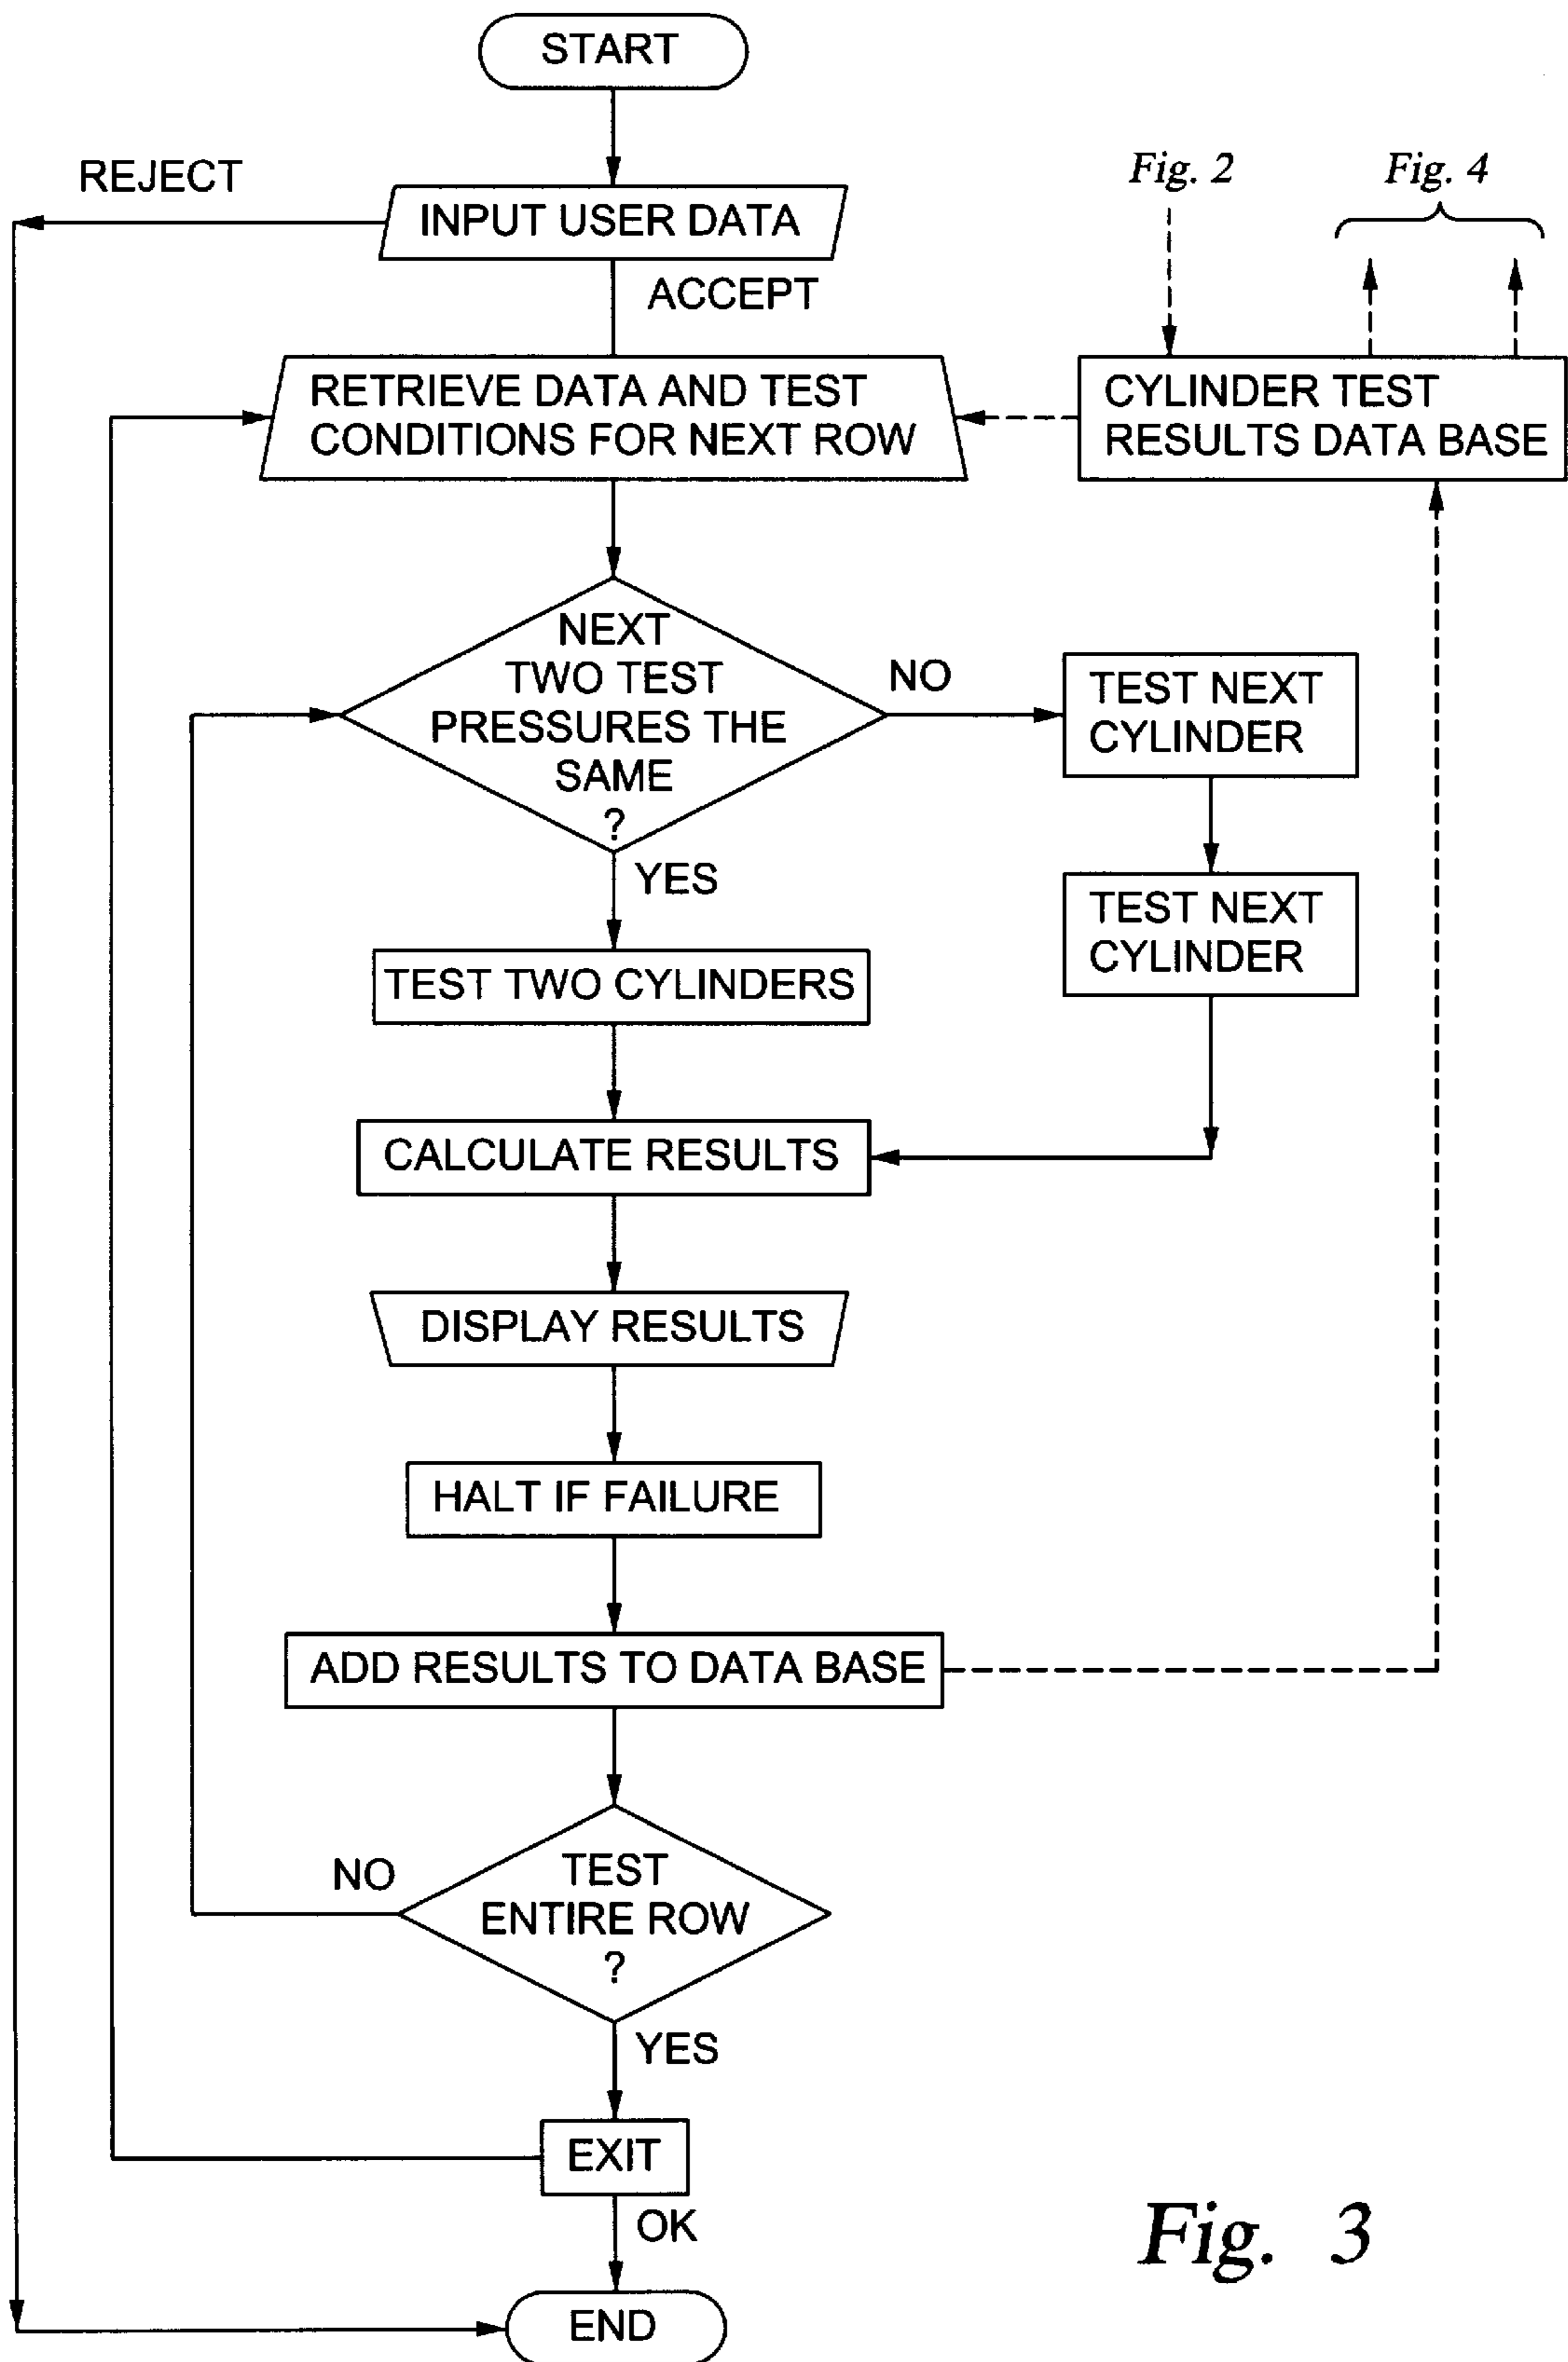 START
REJECT
INPUT USER DATA
ACCEPT
Fig. 2
Fig. 4
RETRIEVE DATA AND TEST
CONDITIONS FOR NEXT ROW
CYLINDER TEST
RESULTS DATA BASE
NEXT
TWO TEST
PRESSURES THE
SAME
?
NO
TEST NEXT
CYLINDER
YES
TEST NEXT
CYLINDER
TEST TWO CYLINDERS
CALCULATE RESULTS
DISPLAY RESULTS
HALT IF FAILURE
ADD RESULTS TO DATA BASE
NO
TEST
ENTIRE ROW
?
YES
EXIT
OK
END
Fig. 3